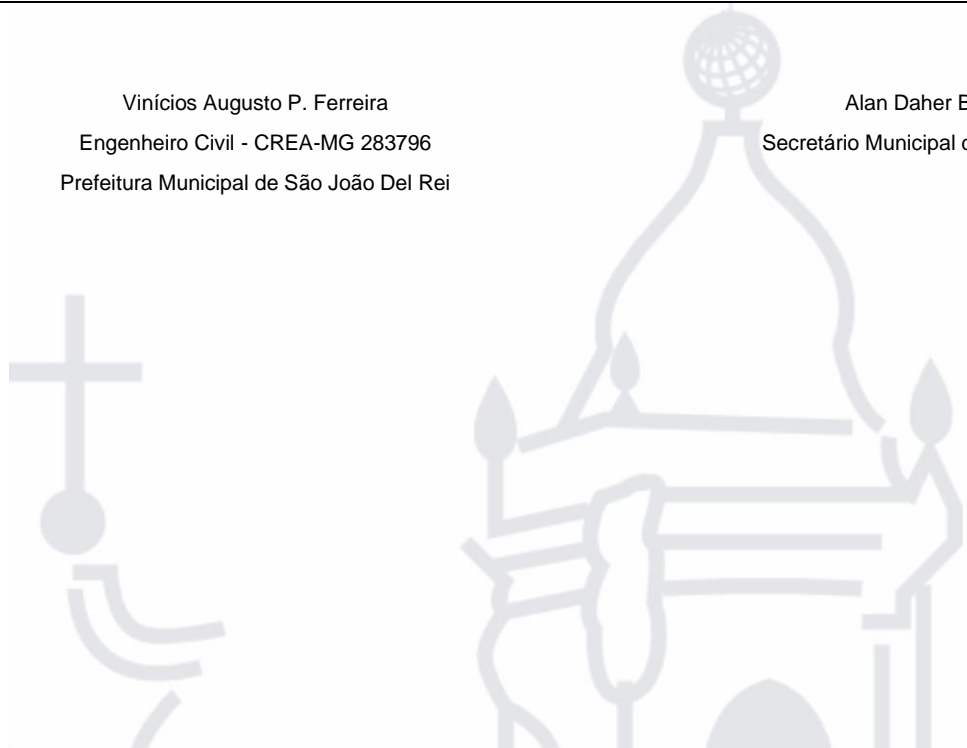 Vinícios Augusto P. Ferreira
Engenheiro Civil - CREA-MG 283796
Prefeitura Municipal de São João Del Rei
Alan Daher
Secretário Municipal